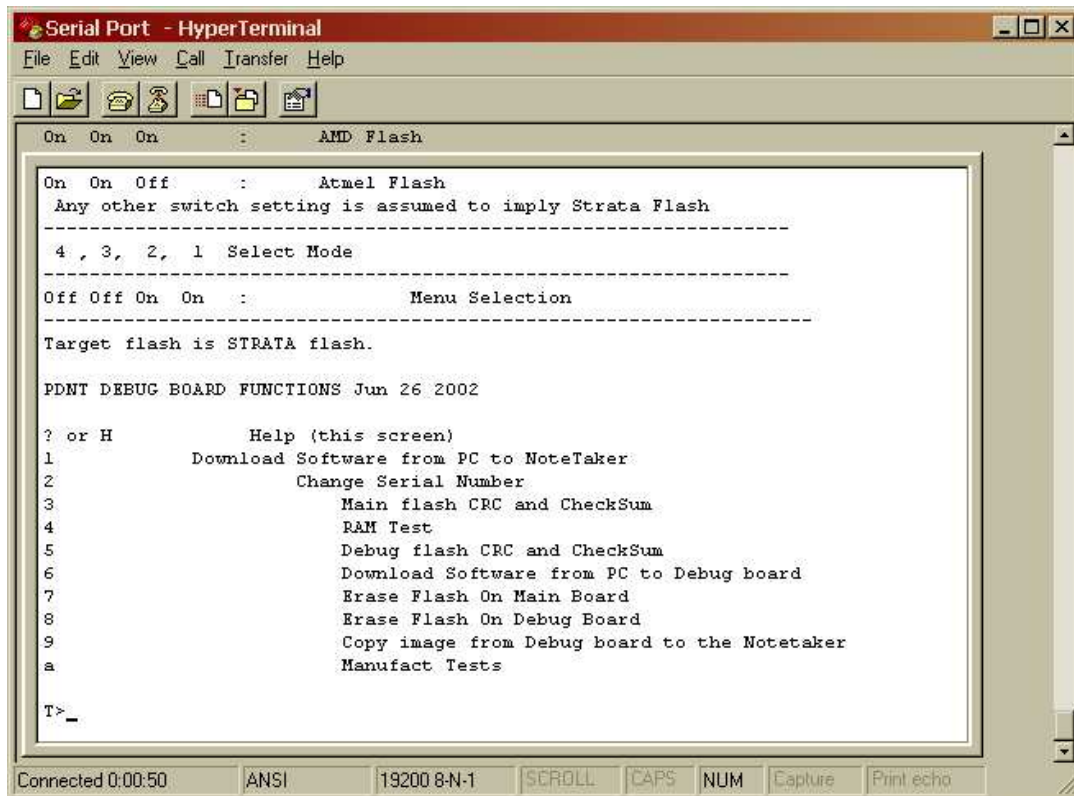 Serial Port - HyperTerminal
File Edit View Call Transfer Help
On On On : AMD Flash
On On Off : Atmel Flash
Any other switch setting is assumed to imply Strata Flash
-----------------------------------------------------------------
4 , 3, 2, 1 Select Mode
-----------------------------------------------------------------
Off Off On On : Menu Selection
-------------------------------------------------------------------
Target flash is STRATA flash.
PDNT DEBUG BOARD FUNCTIONS Jun 26 2002
? or H Help (this screen)
1 Download Software from PC to NoteTaker
2 Change Serial Number
3 Main flash CRC and CheckSum
4 RAM Test
5 Debug flash CRC and CheckSum
6 Download Software from PC to Debug board
7 Erase Flash On Main Board
8 Erase Flash On Debug Board
9 Copy image from Debug board to the Notetaker
a Manufact Tests
T>_
Connected 0:00:50 ANSI 19200 8-N-1 SCROLL CAPS NUM Capture Print echo